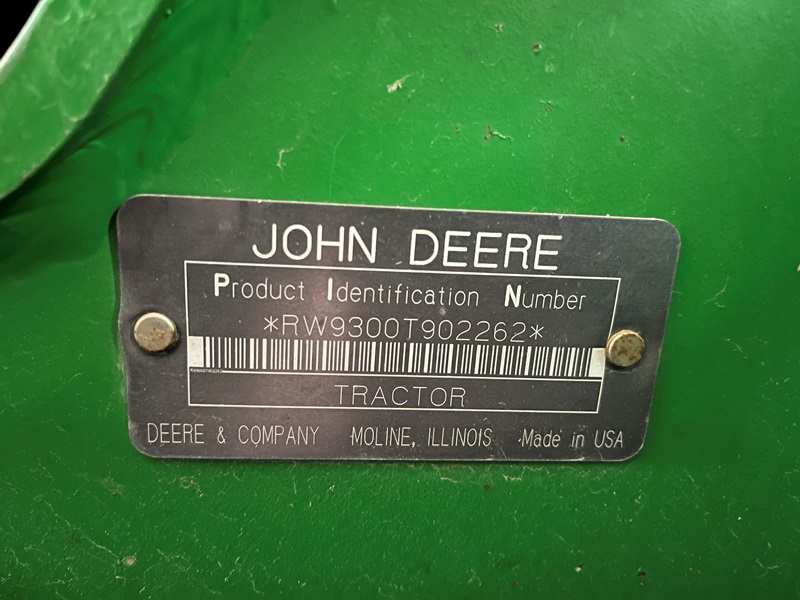 JOHN DEERE
Product Identification Number
*RW9300T902262*
TRACTOR
DEERE & COMPANY MOLINE, ILLINOIS Made in USA